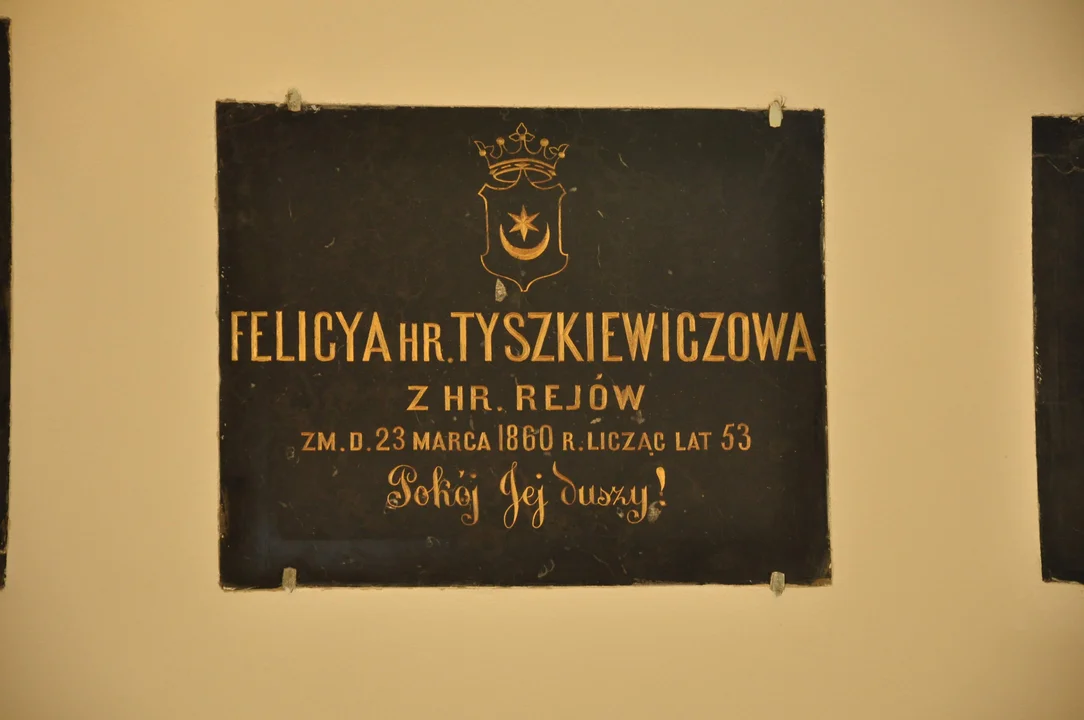 FELICYA HR. TYSZKIEWICZOWA
Z HR. REJÓW
ZM. D. 23 MARCA 1860 R. LICZĄC LAT 53
Pokój Jej duszy!